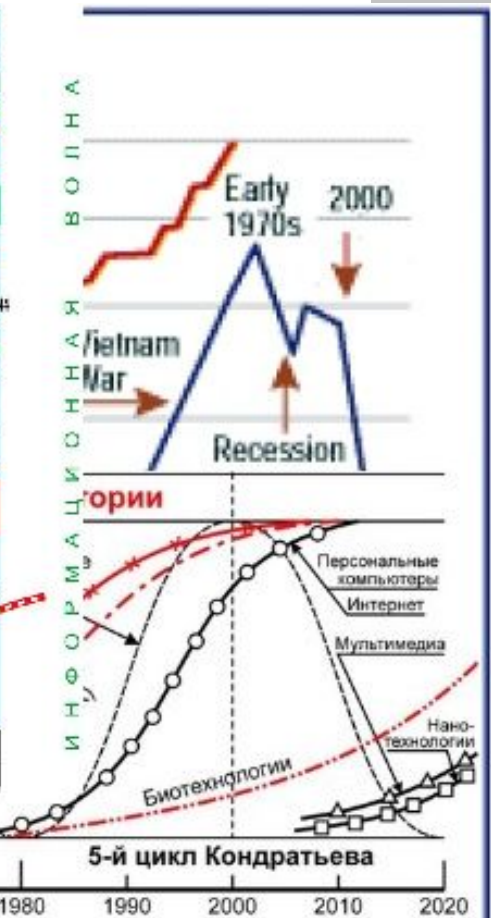 ИНФОРМАЦИОННАЯ ВОЛНА
Early
1970s
2000
Vietnam
War
Recession
тории
Персональные
компьютеры
Интернет
Мультимедиа
Нано-
технологии
Биотехнологии
5-й цикл Кондратьева
1980 1990 2000 2010 2020